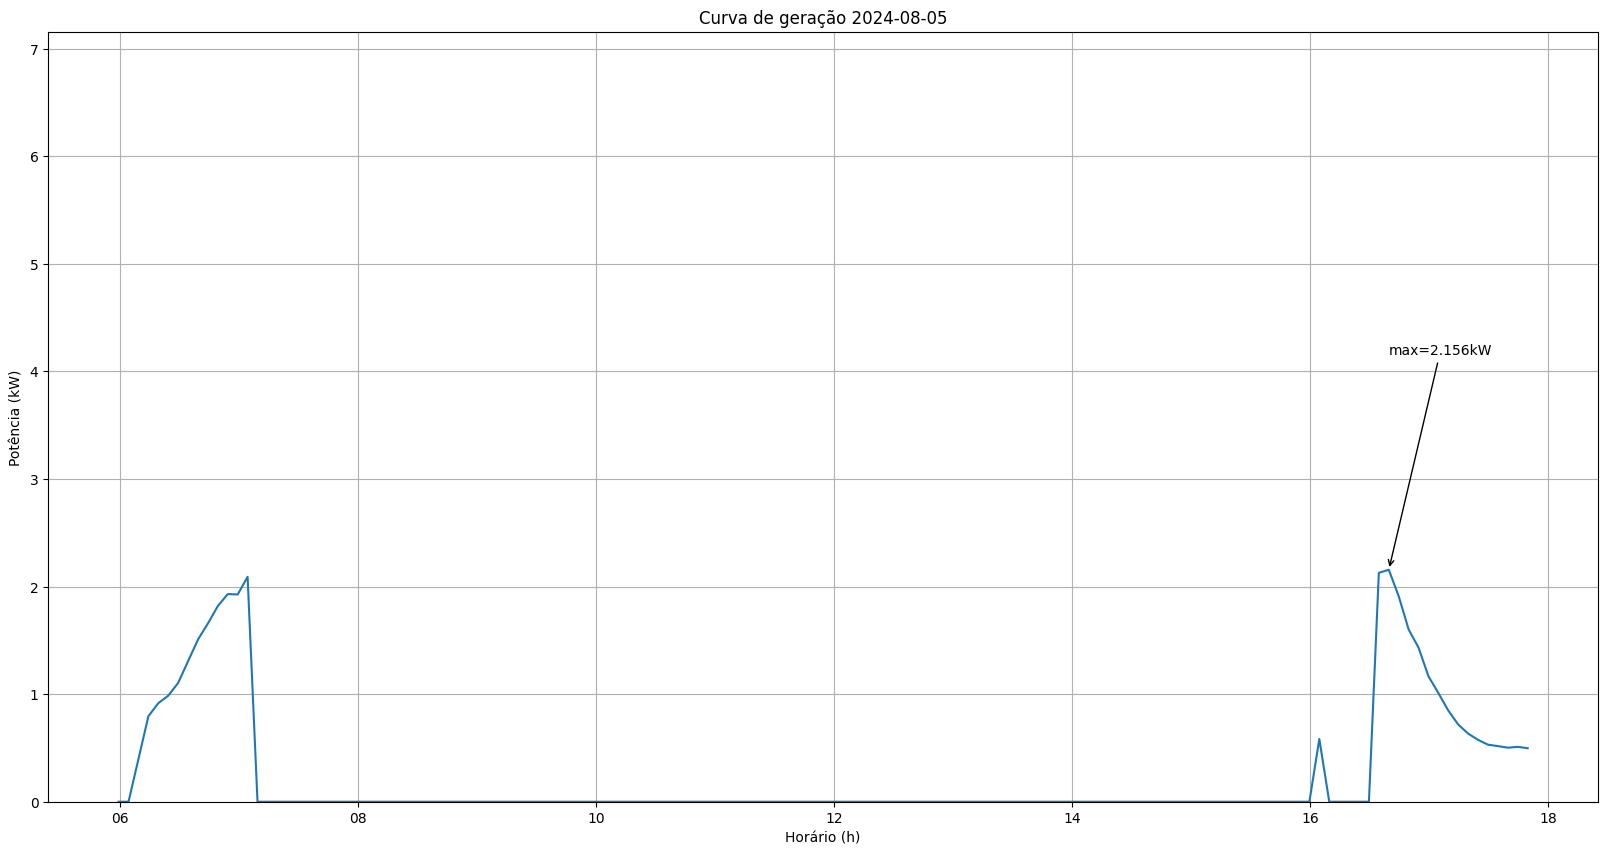 Curva de geração 2024-08-05
7
6
5
4
3
2
1
0
Potência (kW)
max=2.156kW
06 08 10 12 14 16 18
Horário (h)